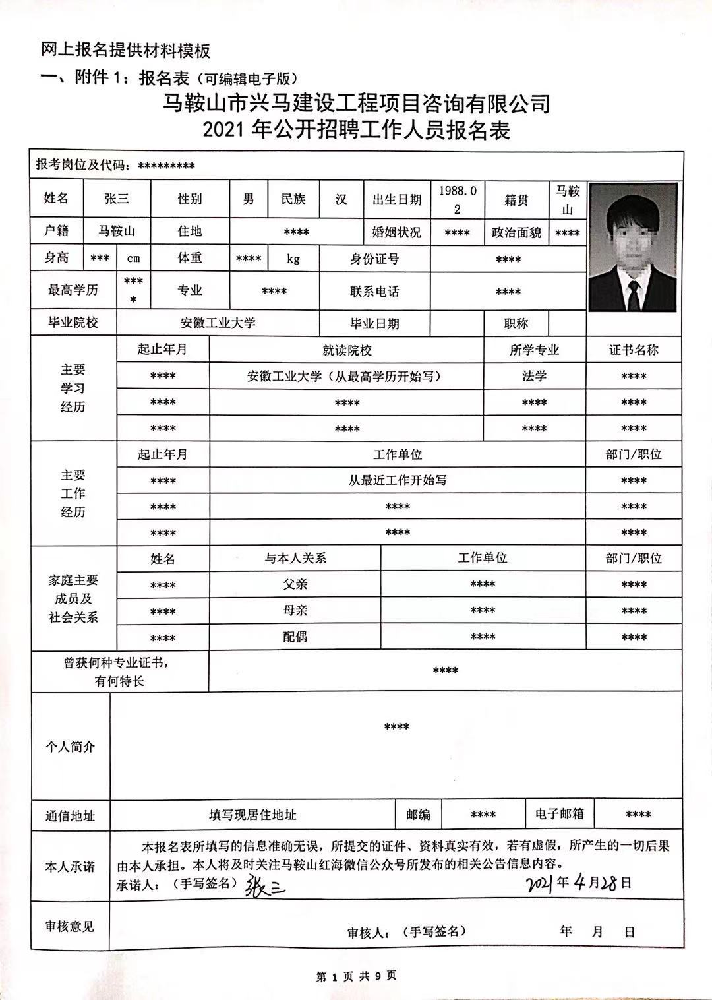 网上报名提供材料模板
一、附件1：报名表（可编辑电子版）
马鞍山市兴马建设工程项目咨询有限公司
2021 年公开招聘工作人员报名表
报考岗位及代码：*********
姓名 张三 性别 男 民族 汉 出生日期 1988.02 籍贯 马鞍山
户籍 马鞍山 住地 **** 婚姻状况 **** 政治面貌 ****
身高 *** cm 体重 **** kg 身份证号 ****
最高学历 **** 专业 **** 联系电话 ****
毕业院校 安徽工业大学 毕业日期 职称
主要学习经历 起止年月 就读院校 所学专业 证书名称
**** 安徽工业大学（从最高学历开始写） 法学 ****
**** **** **** ****
**** **** **** ****
主要工作经历 起止年月 工作单位 部门/职位
**** 从最近工作开始写 ****
**** **** ****
**** **** ****
家庭主要成员及社会关系 姓名 与本人关系 工作单位 部门/职位
**** 父亲 **** ****
**** 母亲 **** ****
**** 配偶 **** ****
曾获何种专业证书，有何特长 ****
个人简介 ****
通信地址 填写现居住地址 邮编 **** 电子邮箱 ****
本人承诺 本报名表所填写的信息准确无误，所提交的证件、资料真实有效，若有虚假，所产生的一切后果
由本人承担。本人将及时关注马鞍山红海微信公众号所发布的相关公告信息内容。
承诺人：（手写签名）张三 2021年4月28日
审核意见 审核人：（手写签名） 年 月 日
第 1 页 共 9 页